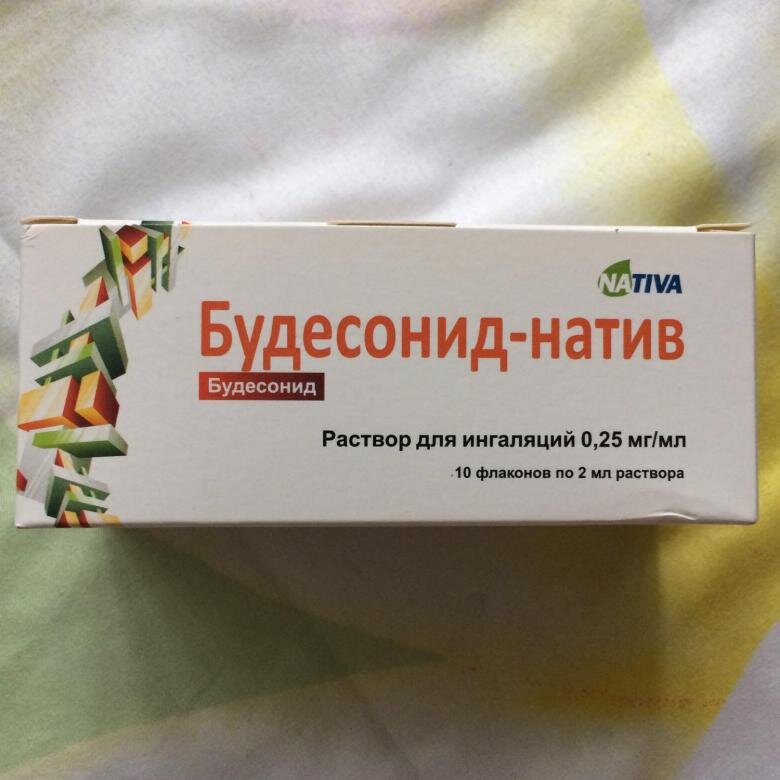 NATIVA
Будесонид-натив
Будесонид
Раствор для ингаляций 0,25 мг/мл
10 флаконов по 2 мл раствора